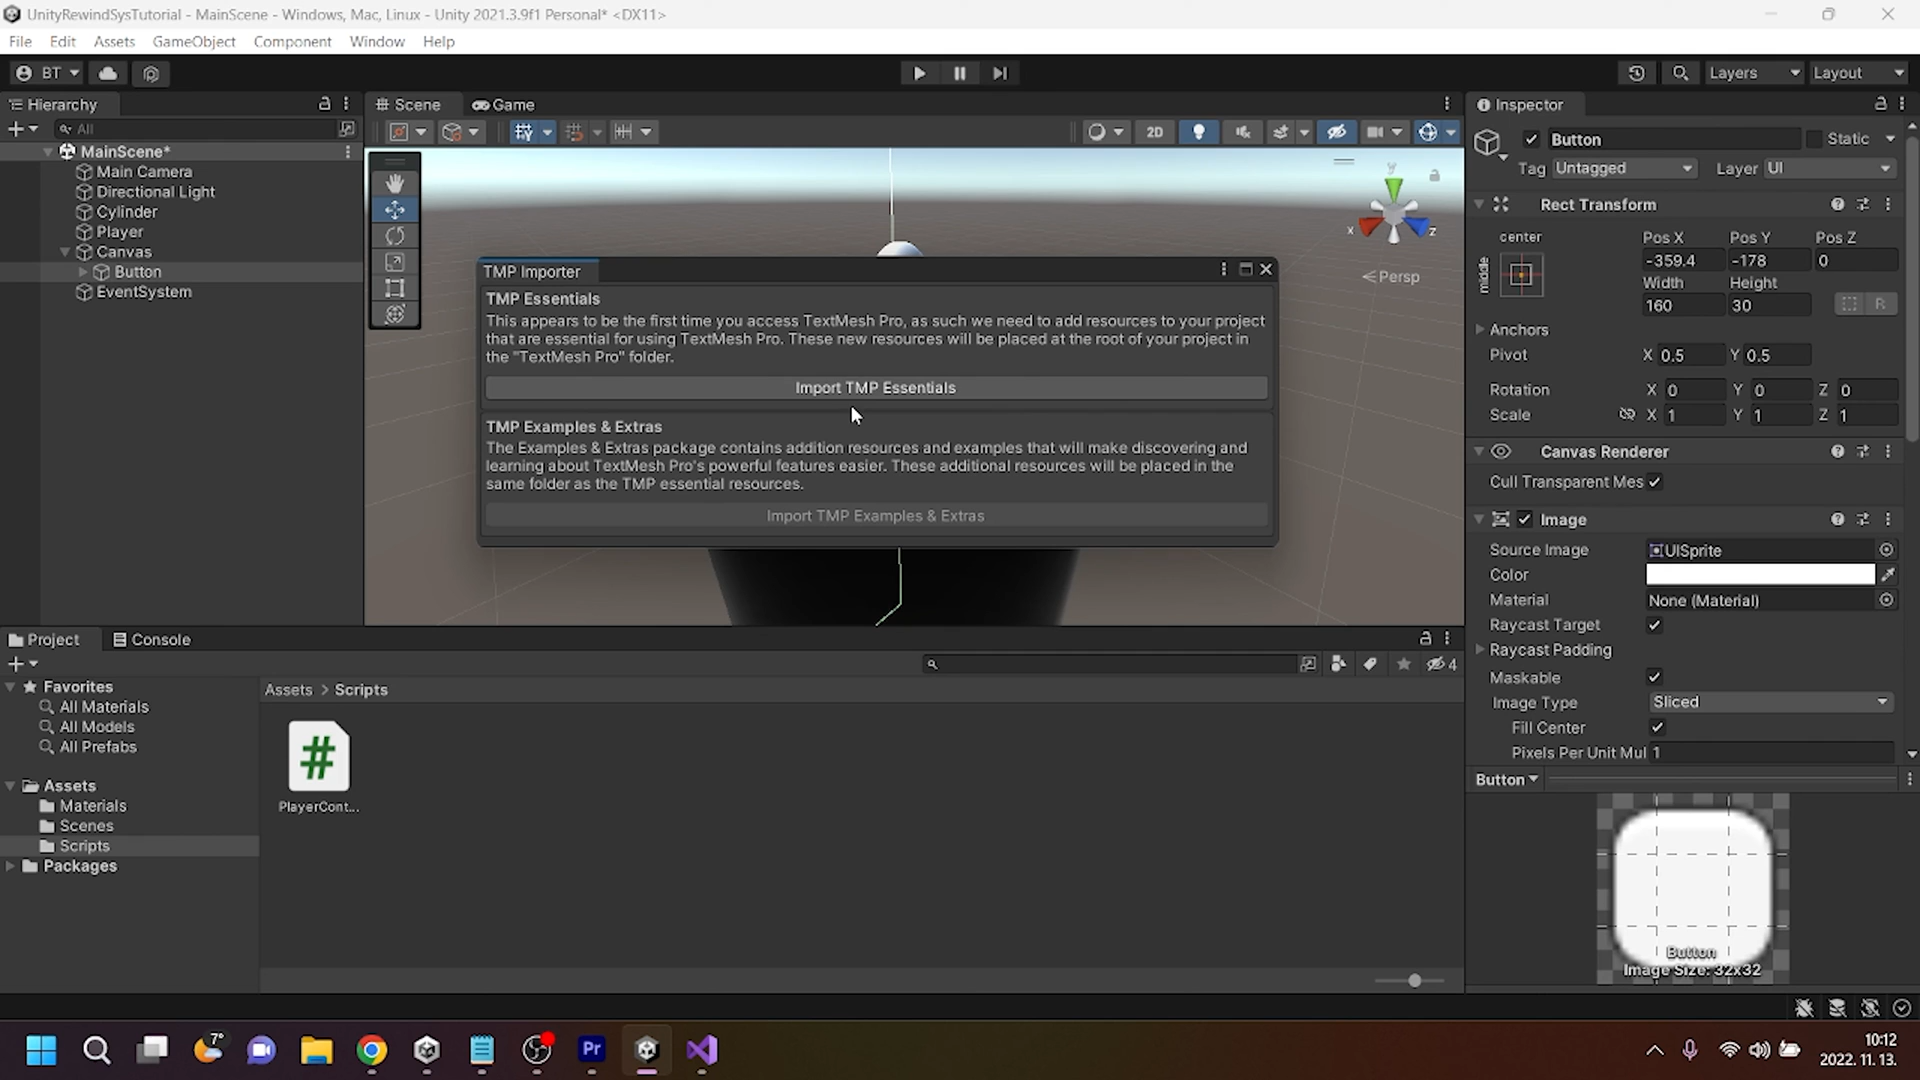 UnityRewindSysTutorial - MainScene - Windows, Mac, Linux - Unity 2021.3.9f1 Personal* <DX11>
File Edit Assets GameObject Component Window Help
BT
Layers
Layout
Hierarchy
Scene
Game
Inspector
All
2D
MainScene*
Main Camera
Directional Light
Cylinder
Player
Canvas
Button
EventSystem
y
x
z
Persp
TMP Importer
TMP Essentials
This appears to be the first time you access TextMesh Pro, as such we need to add resources to your project
that are essential for using TextMesh Pro. These new resources will be placed at the root of your project in
the "TextMesh Pro" folder.
Import TMP Essentials
TMP Examples & Extras
The Examples & Extras package contains addition resources and examples that will make discovering and
learning about TextMesh Pro's powerful features easier. These additional resources will be placed in the
same folder as the TMP essential resources.
Import TMP Examples & Extras
Button
Static
Tag Untagged
Layer UI
Rect Transform
center
middle
Pos X Pos Y Pos Z
-359.4 -178 0
Width Height
160 30
R
Anchors
Pivot X 0.5 Y 0.5
Rotation X 0 Y 0 Z 0
Scale X 1 Y 1 Z 1
Canvas Renderer
Cull Transparent Mes
Image
Source Image UISprite
Color
Material None (Material)
Raycast Target
Raycast Padding
Maskable
Image Type Sliced
Fill Center
Pixels Per Unit Mul 1
Button
Button
Image Size: 32x32
Project
Console
4
Favorites
All Materials
All Models
All Prefabs
Assets
Materials
Scenes
Scripts
Packages
Assets > Scripts
#
PlayerCont...
7°
Pr
10:12
2022. 11. 13.